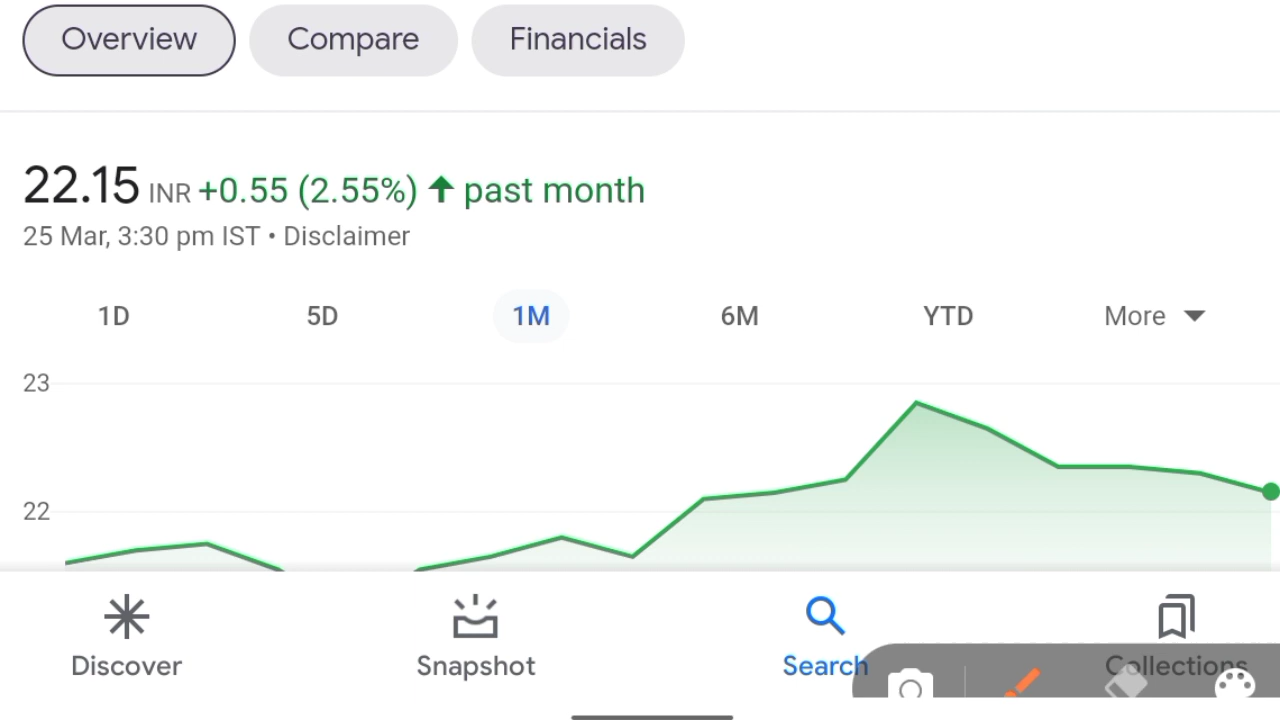 Overview Compare Financials
22.15 INR +0.55 (2.55%) ↑ past month
25 Mar, 3:30 pm IST • Disclaimer
1D 5D 1M 6M YTD More
23
22
Discover Snapshot Search Collections